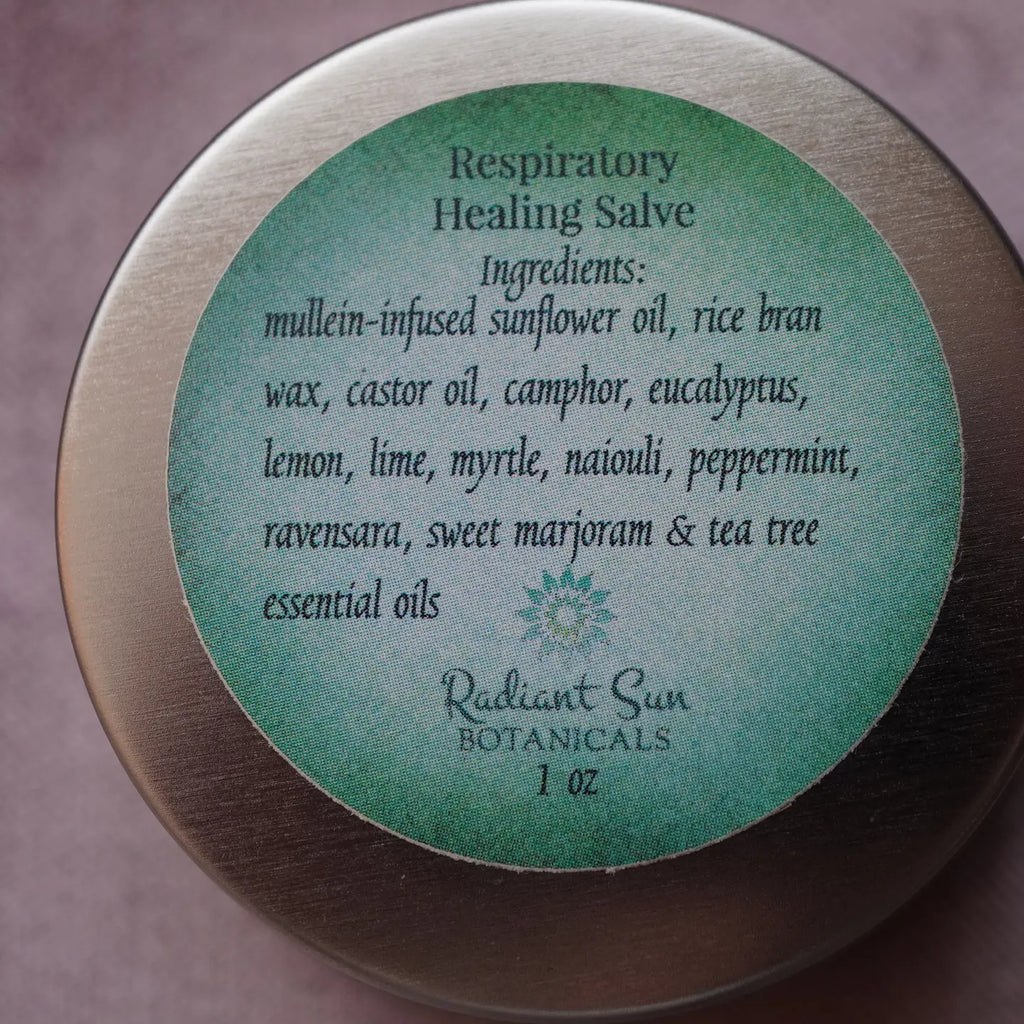 Respiratory
Healing Salve
Ingredients:
mullein-infused sunflower oil, rice bran
wax, castor oil, camphor, eucalyptus,
lemon, lime, myrtle, naiouli, peppermint,
ravensara, sweet marjoram & tea tree
essential oils
Radiant Sun
BOTANICALS
1 oz